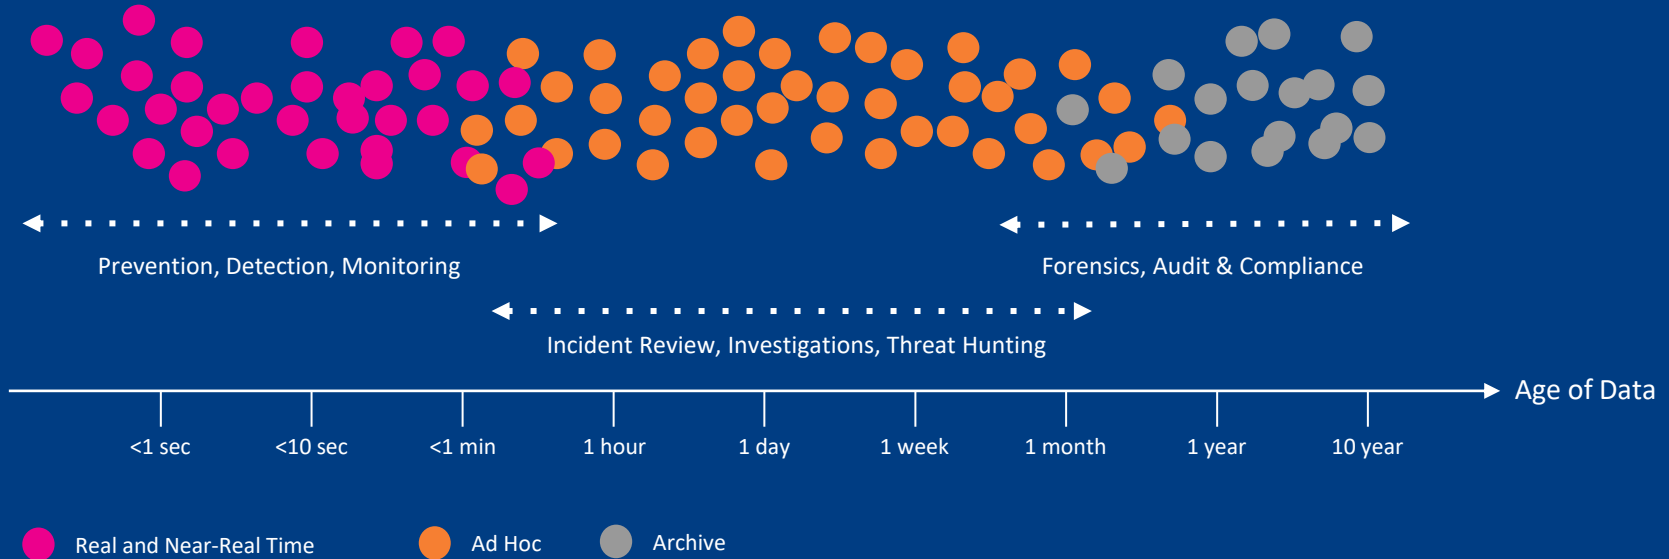 Prevention, Detection, Monitoring
Forensics, Audit & Compliance
Incident Review, Investigations, Threat Hunting
Age of Data
<1 sec
<10 sec
<1 min
1 hour
1 day
1 week
1 month
1 year
10 year
Real and Near-Real Time
Ad Hoc
Archive